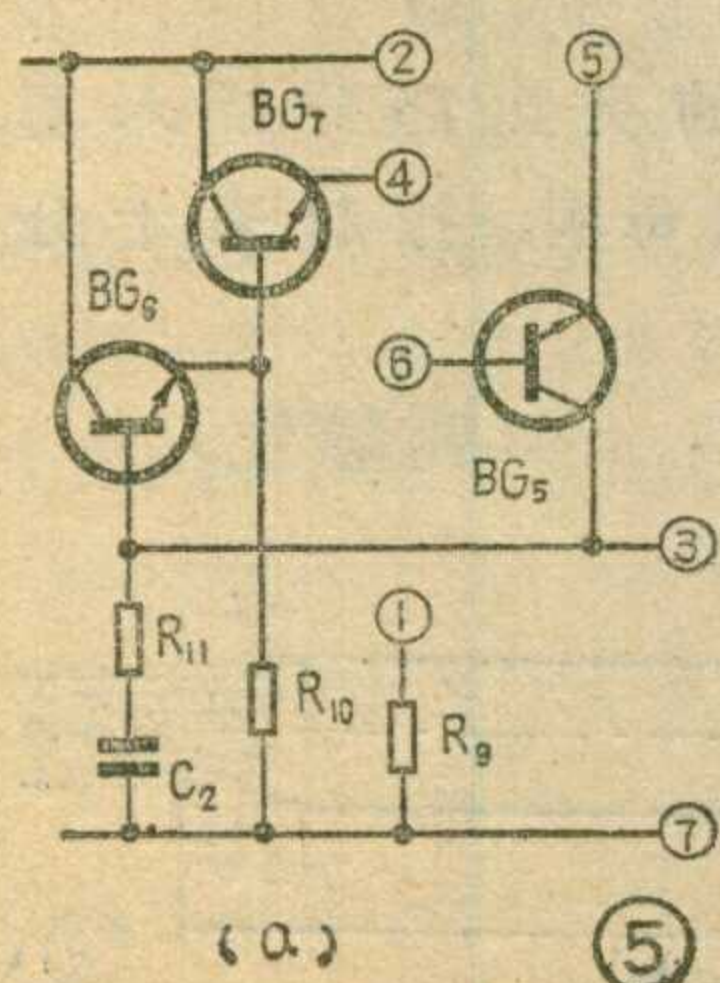 ②
⑤
BG₇
④
BG₆
⑥
BG₅
③
①
R₁₁
R₁₀
R₉
C₂
⑦
(a)
⑤